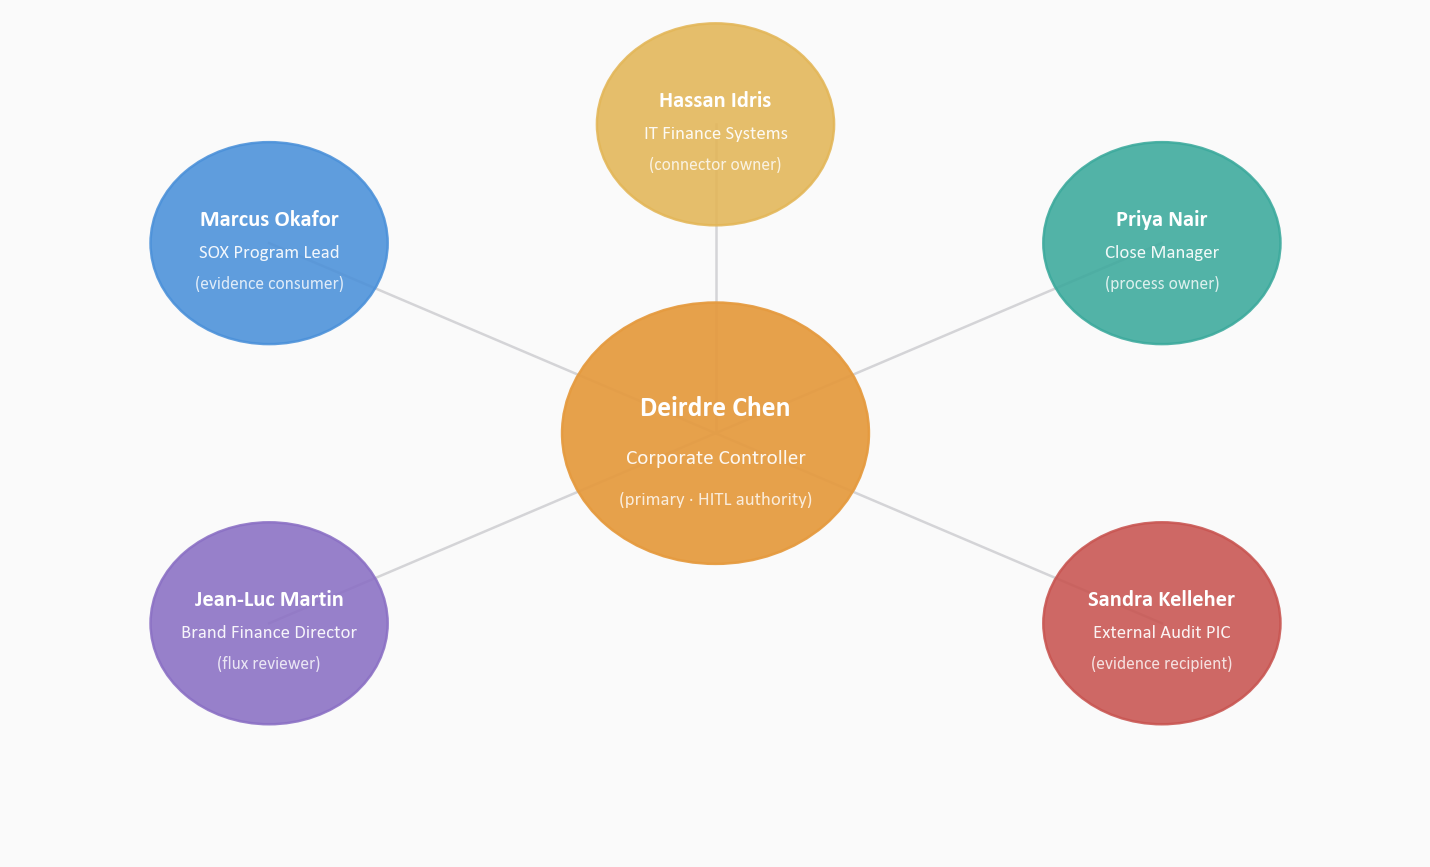 Hassan Idris
IT Finance Systems
(connector owner)
Marcus Okafor
SOX Program Lead
(evidence consumer)
Priya Nair
Close Manager
(process owner)
Deirdre Chen
Corporate Controller
(primary · HITL authority)
Jean-Luc Martin
Brand Finance Director
(flux reviewer)
Sandra Kelleher
External Audit PIC
(evidence recipient)